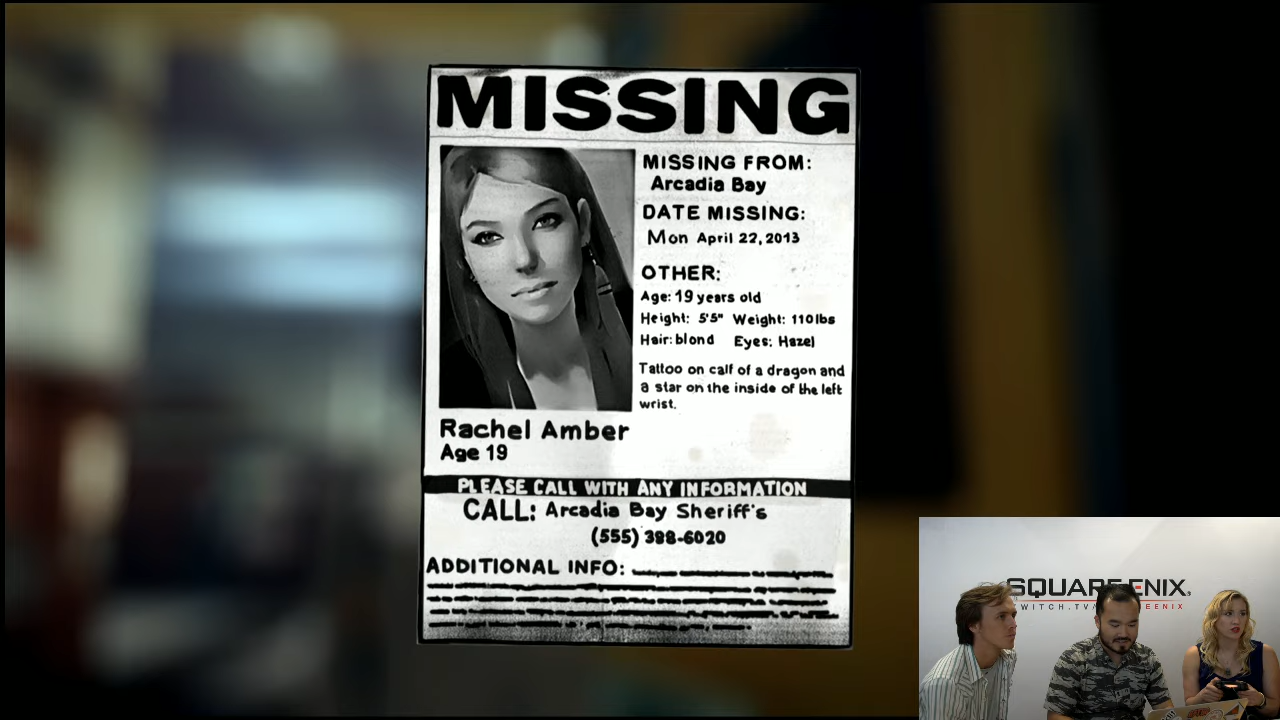 MISSING
MISSING FROM:
Arcadia Bay
DATE MISSING:
Mon April 22, 2013
OTHER:
Age: 19 years old
Height: 5'5" Weight: 110 lbs
Hair: blond Eyes: Hazel
Tattoo on calf of a dragon and
a star on the inside of the left
wrist.
Rachel Amber
Age 19
PLEASE CALL WITH ANY INFORMATION
CALL: Arcadia Bay Sheriff's
(555) 388-6020
ADDITIONAL INFO:
SQUARE ENIX